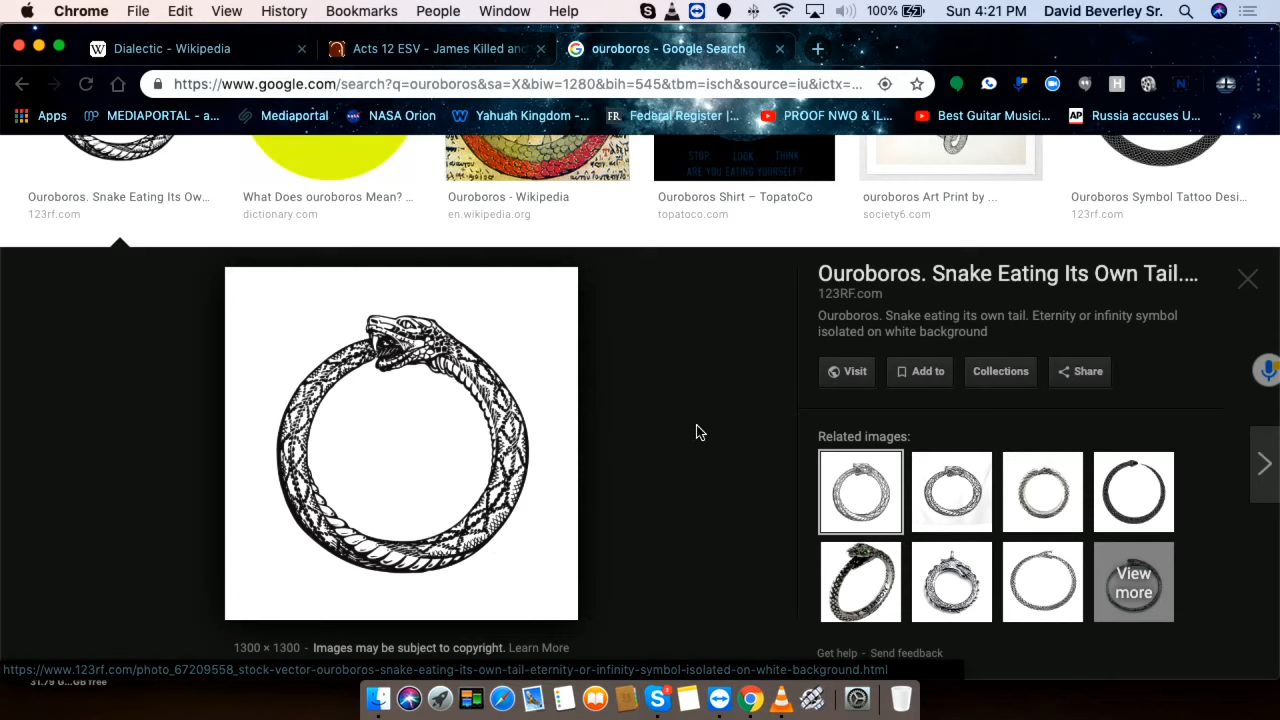 Chrome File Edit View History Bookmarks People Window Help 100% Sun 4:21 PM David Beverley Sr.
Dialectic - Wikipedia Acts 12 ESV - James Killed and ouroboros - Google Search
https://www.google.com/search?q=ouroboros&sa=X&biw=1280&bih=545&tbm=isch&source=iu&ictx=...
Apps MEDIAPORTAL - a... Mediaportal NASA Orion Yahuah Kingdom -... Federal Register |... PROOF NWO & IL... Best Guitar Musici... Russia accuses U...
STOP LOOK THINK
ARE YOU EATING YOURSELF?
Ouroboros. Snake Eating Its Ow... What Does ouroboros Mean? ... Ouroboros - Wikipedia Ouroboros Shirt – TopatoCo ouroboros Art Print by ... Ouroboros Symbol Tattoo Desi...
123rf.com dictionary.com en.wikipedia.org topatoco.com society6.com 123rf.com
Ouroboros. Snake Eating Its Own Tail....
123RF.com
Ouroboros. Snake eating its own tail. Eternity or infinity symbol
isolated on white background
Visit Add to Collections Share
Related images:
View
more
1300 × 1300 - Images may be subject to copyright. Learn More
Get help - Send feedback
https://www.123rf.com/photo_67209558_stock-vector-ouroboros-snake-eating-its-own-tail-eternity-or-infinity-symbol-isolated-on-white-background.html